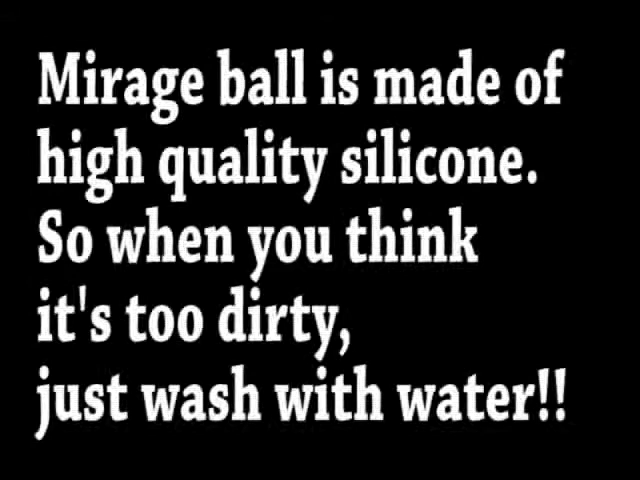 Mirage ball is made of
high quality silicone.
So when you think
it's too dirty,
just wash with water!!